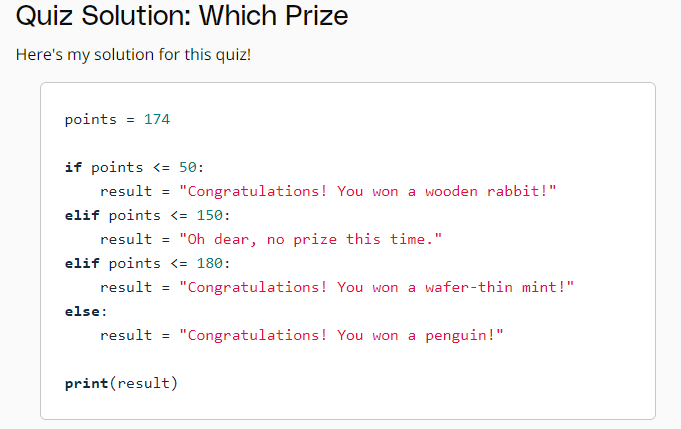 Quiz Solution: Which Prize
Here's my solution for this quiz!
points = 174
if points <= 50:
    result = "Congratulations! You won a wooden rabbit!"
elif points <= 150:
    result = "Oh dear, no prize this time."
elif points <= 180:
    result = "Congratulations! You won a wafer-thin mint!"
else:
    result = "Congratulations! You won a penguin!"
print(result)